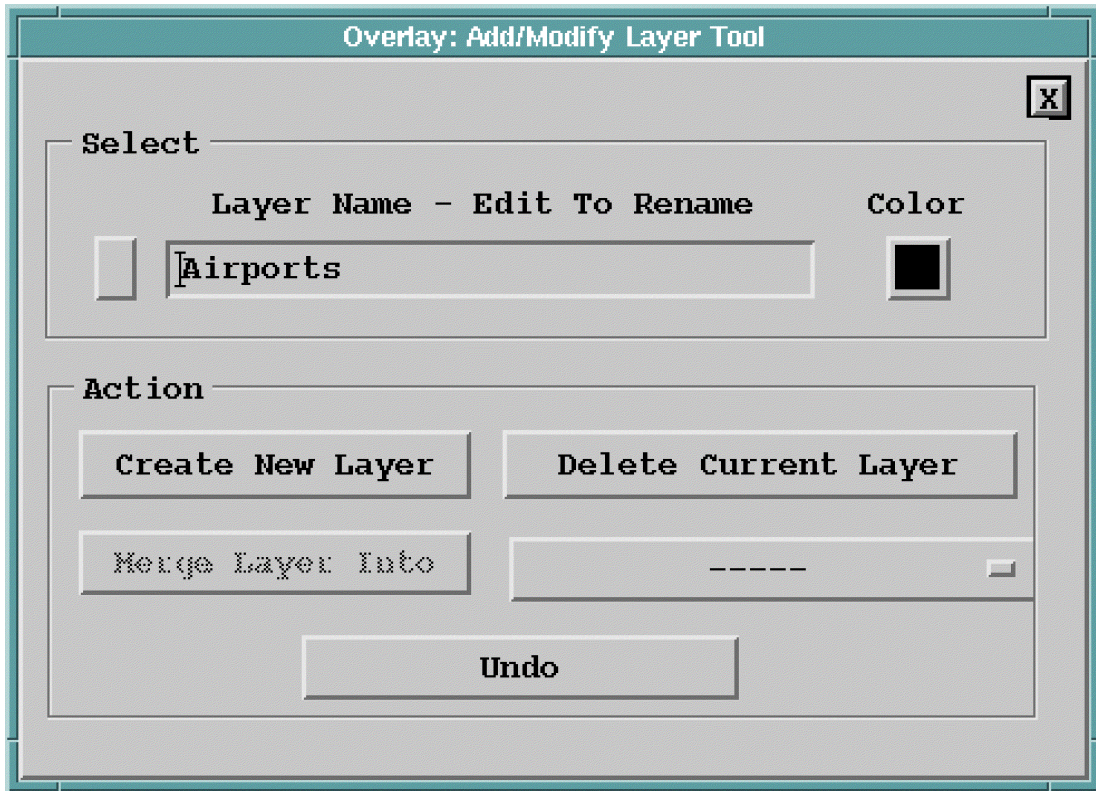 Overlay: Add/Modify Layer Tool
X
Select
Layer Name - Edit To Rename Color
Airports
Action
Create New Layer Delete Current Layer
Merge Layer Into -----
Undo